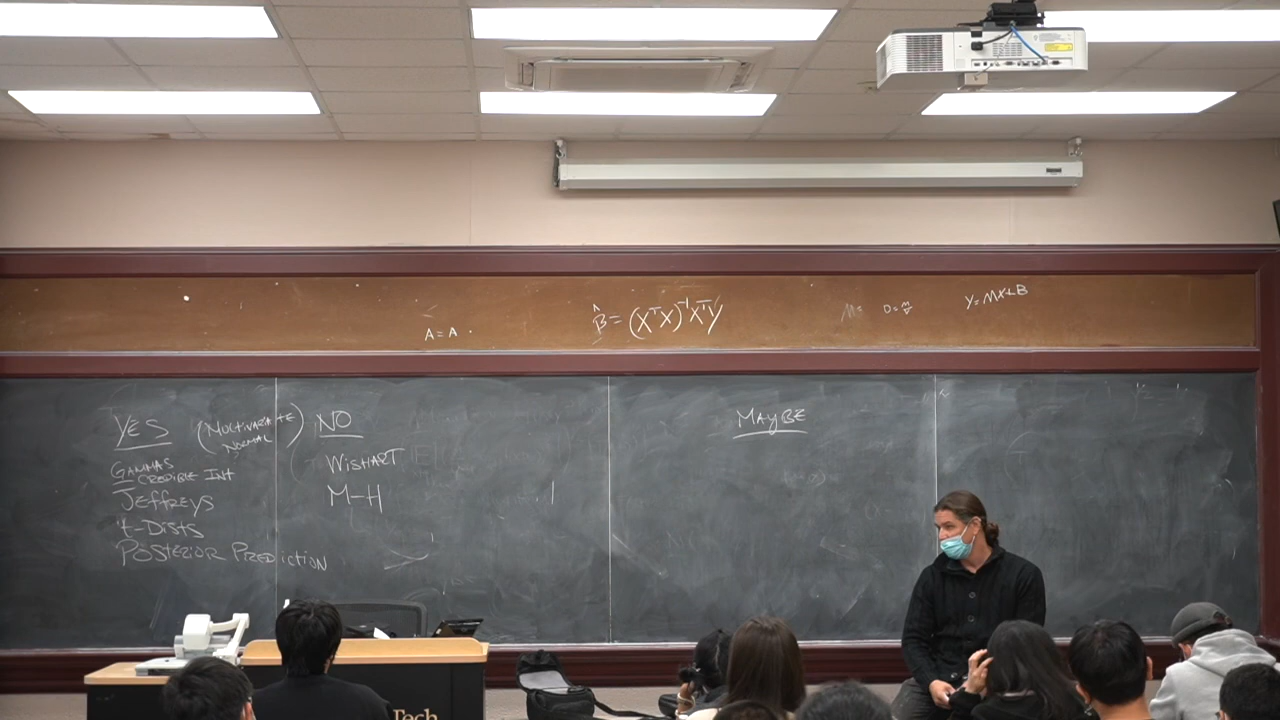 A = A
β̂ = (XᵀX)⁻¹XᵀY
D = M/V
Y = MX + B
YES (MULTIVARIATE NORMAL)
GAMMAS
CREDIBLE INT
JEFFREYS
t-DISTS
POSTERIOR PREDICTION
NO
WISHART
M-H
MAYBE
Tech